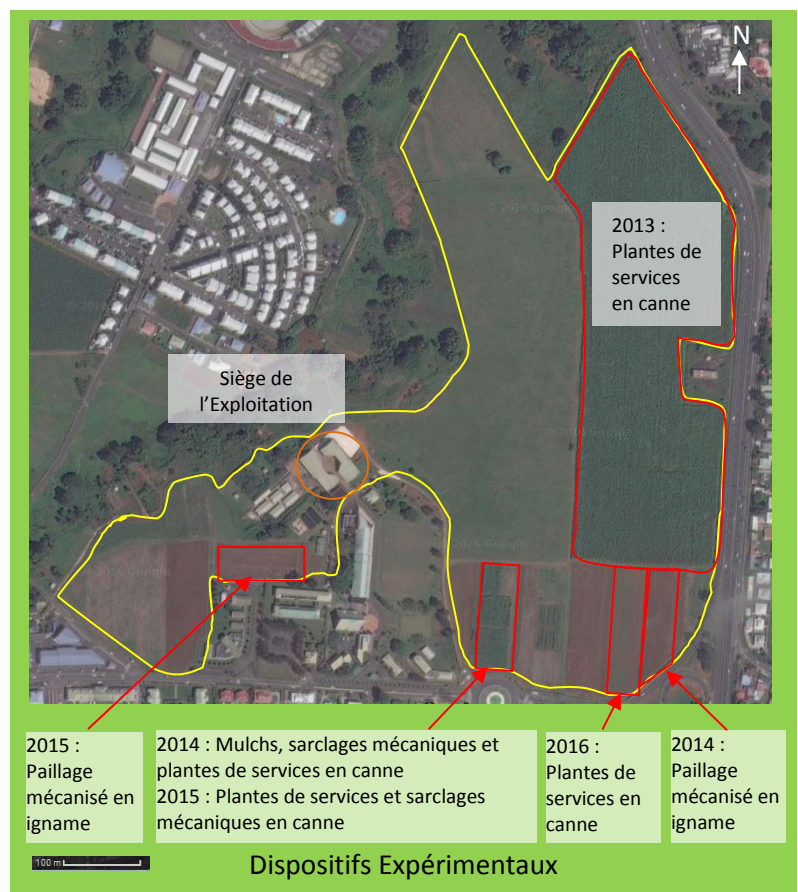 N
2013 :
Plantes de
services
en canne
Siège de
l'Exploitation
2015 :
Paillage
mécanisé en
igname
2014 : Mulchs, sarclages mécaniques et
plantes de services en canne
2015 : Plantes de services et sarclages
mécaniques en canne
2016 :
Plantes de
services en
canne
2014 :
Paillage
mécanisé en
igname
100 m
Dispositifs Expérimentaux